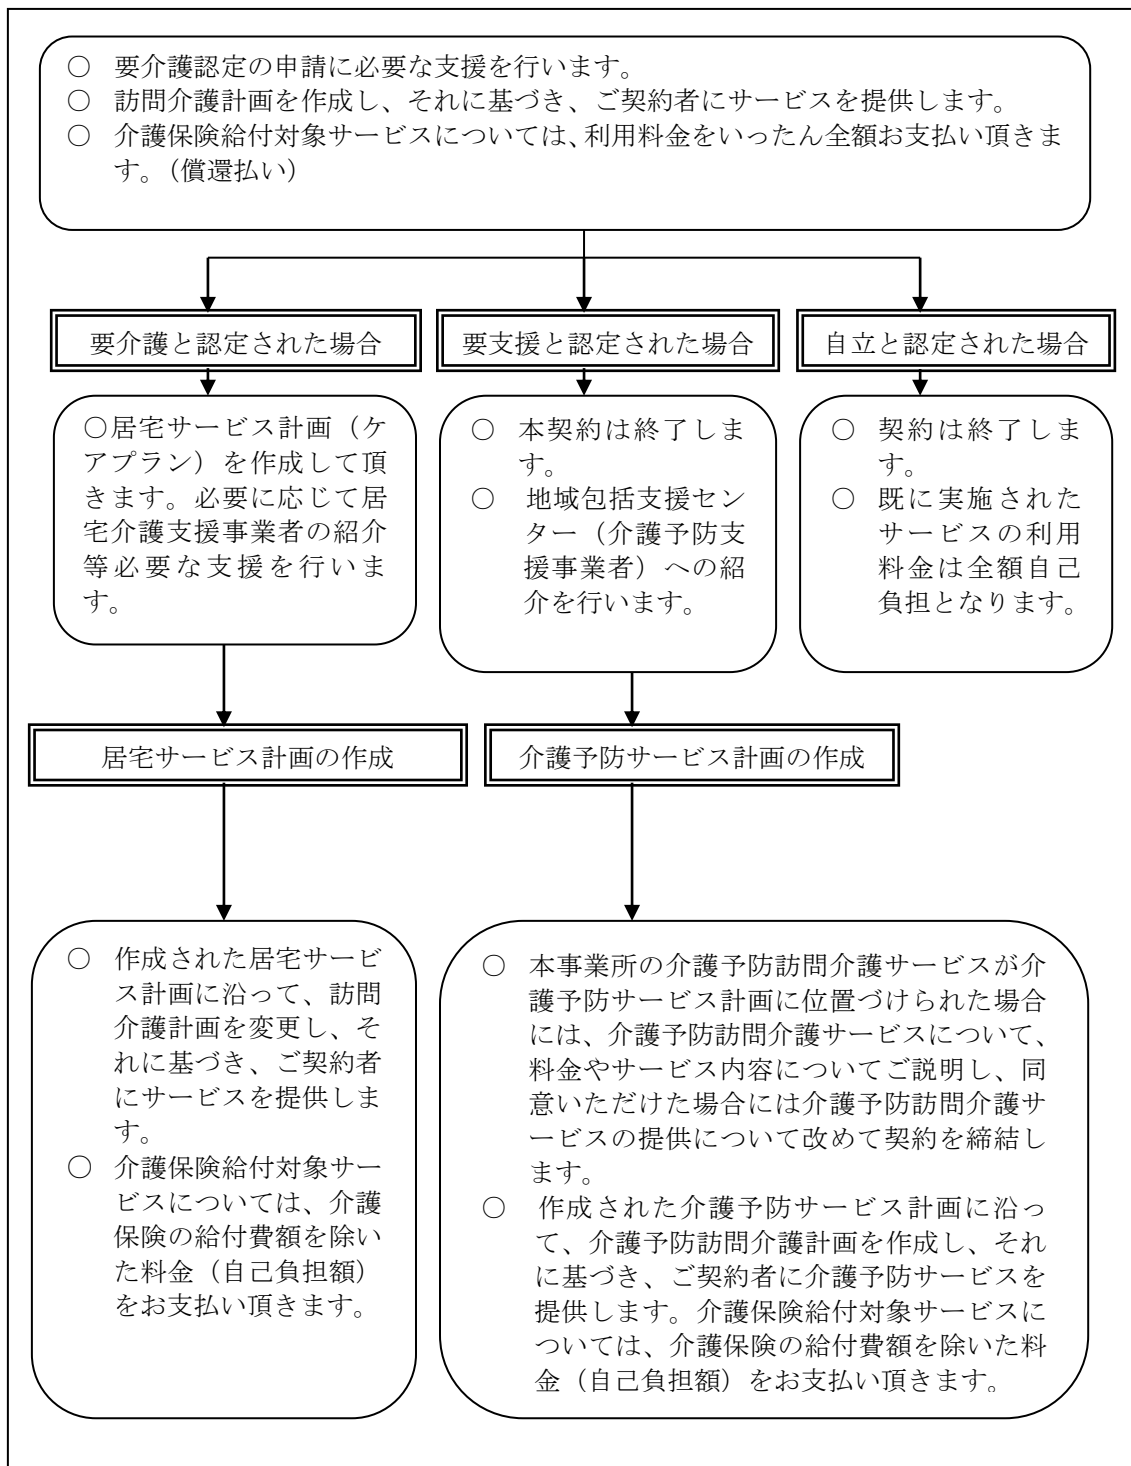 ○ 要介護認定の申請に必要な支援を行います。
○ 訪問介護計画を作成し、それに基づき、ご契約者にサービスを提供します。
○ 介護保険給付対象サービスについては、利用料金をいったん全額お支払い頂きま
す。（償還払い）
要介護と認定された場合
要支援と認定された場合
自立と認定された場合
○居宅サービス計画（ケ
アプラン）を作成して頂
きます。必要に応じて居
宅介護支援事業者の紹介
等必要な支援を行いま
す。
○ 本契約は終了しま
す。
○ 地域包括支援セン
ター（介護予防支
援事業者）への紹
介を行います。
○ 契約は終了しま
す。
○ 既に実施された
サービスの利用
料金は全額自己
負担となります。
居宅サービス計画の作成
介護予防サービス計画の作成
○ 作成された居宅サービ
ス計画に沿って、訪問
介護計画を変更し、そ
れに基づき、ご契約者
にサービスを提供しま
す。
○ 介護保険給付対象サー
ビスについては、介護
保険の給付費額を除い
た料金（自己負担額）
をお支払い頂きます。
○ 本事業所の介護予防訪問介護サービスが介
護予防サービス計画に位置づけられた場合
には、介護予防訪問介護サービスについて、
料金やサービス内容についてご説明し、同
意いただけた場合には介護予防訪問介護サ
ービスの提供について改めて契約を締結し
ます。
○ 作成された介護予防サービス計画に沿っ
て、介護予防訪問介護計画を作成し、それ
に基づき、ご契約者に介護予防サービスを
提供します。介護保険給付対象サービスに
ついては、介護保険の給付費額を除いた料
金（自己負担額）をお支払い頂きます。